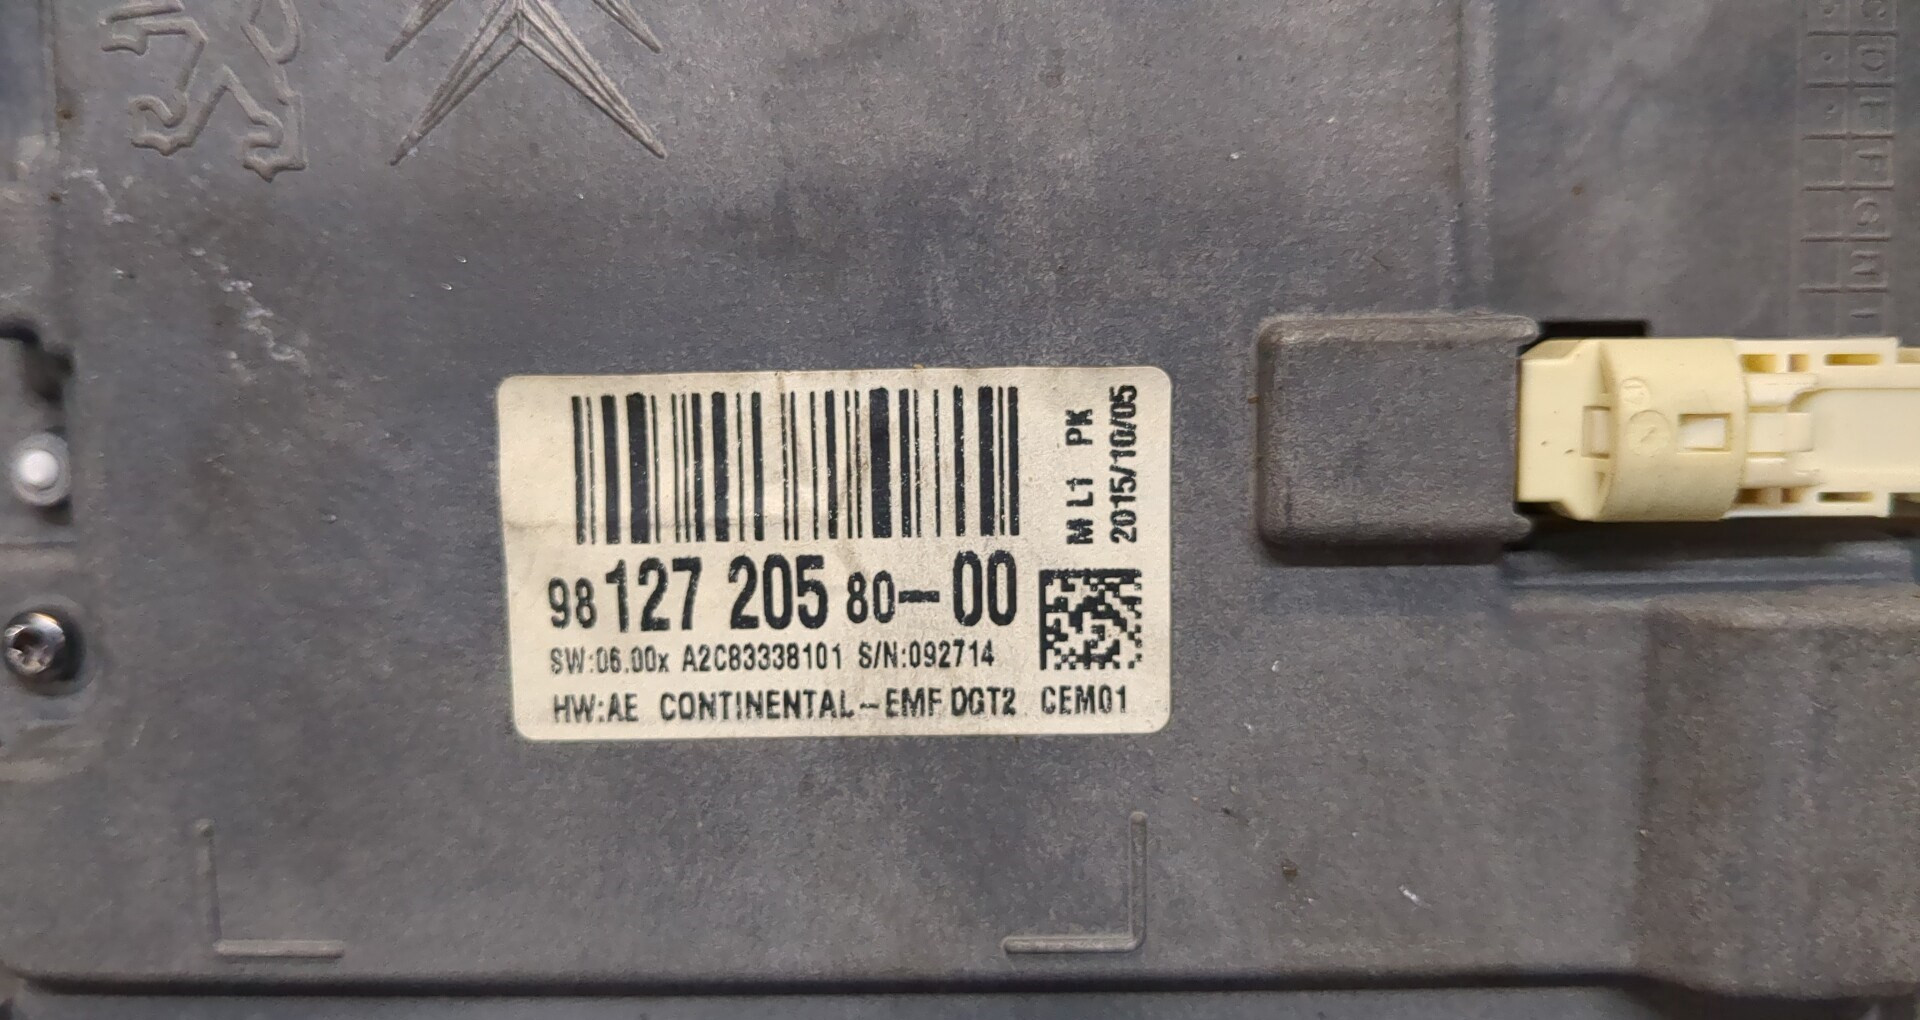 98 127 205 80-00
SW:06.00x A2C83338101 S/N:092714
HW:AE CONTINENTAL-EMF DGT2 CEM01
M L1 PK
2015/10/05
C
D
E
F
G
H
I